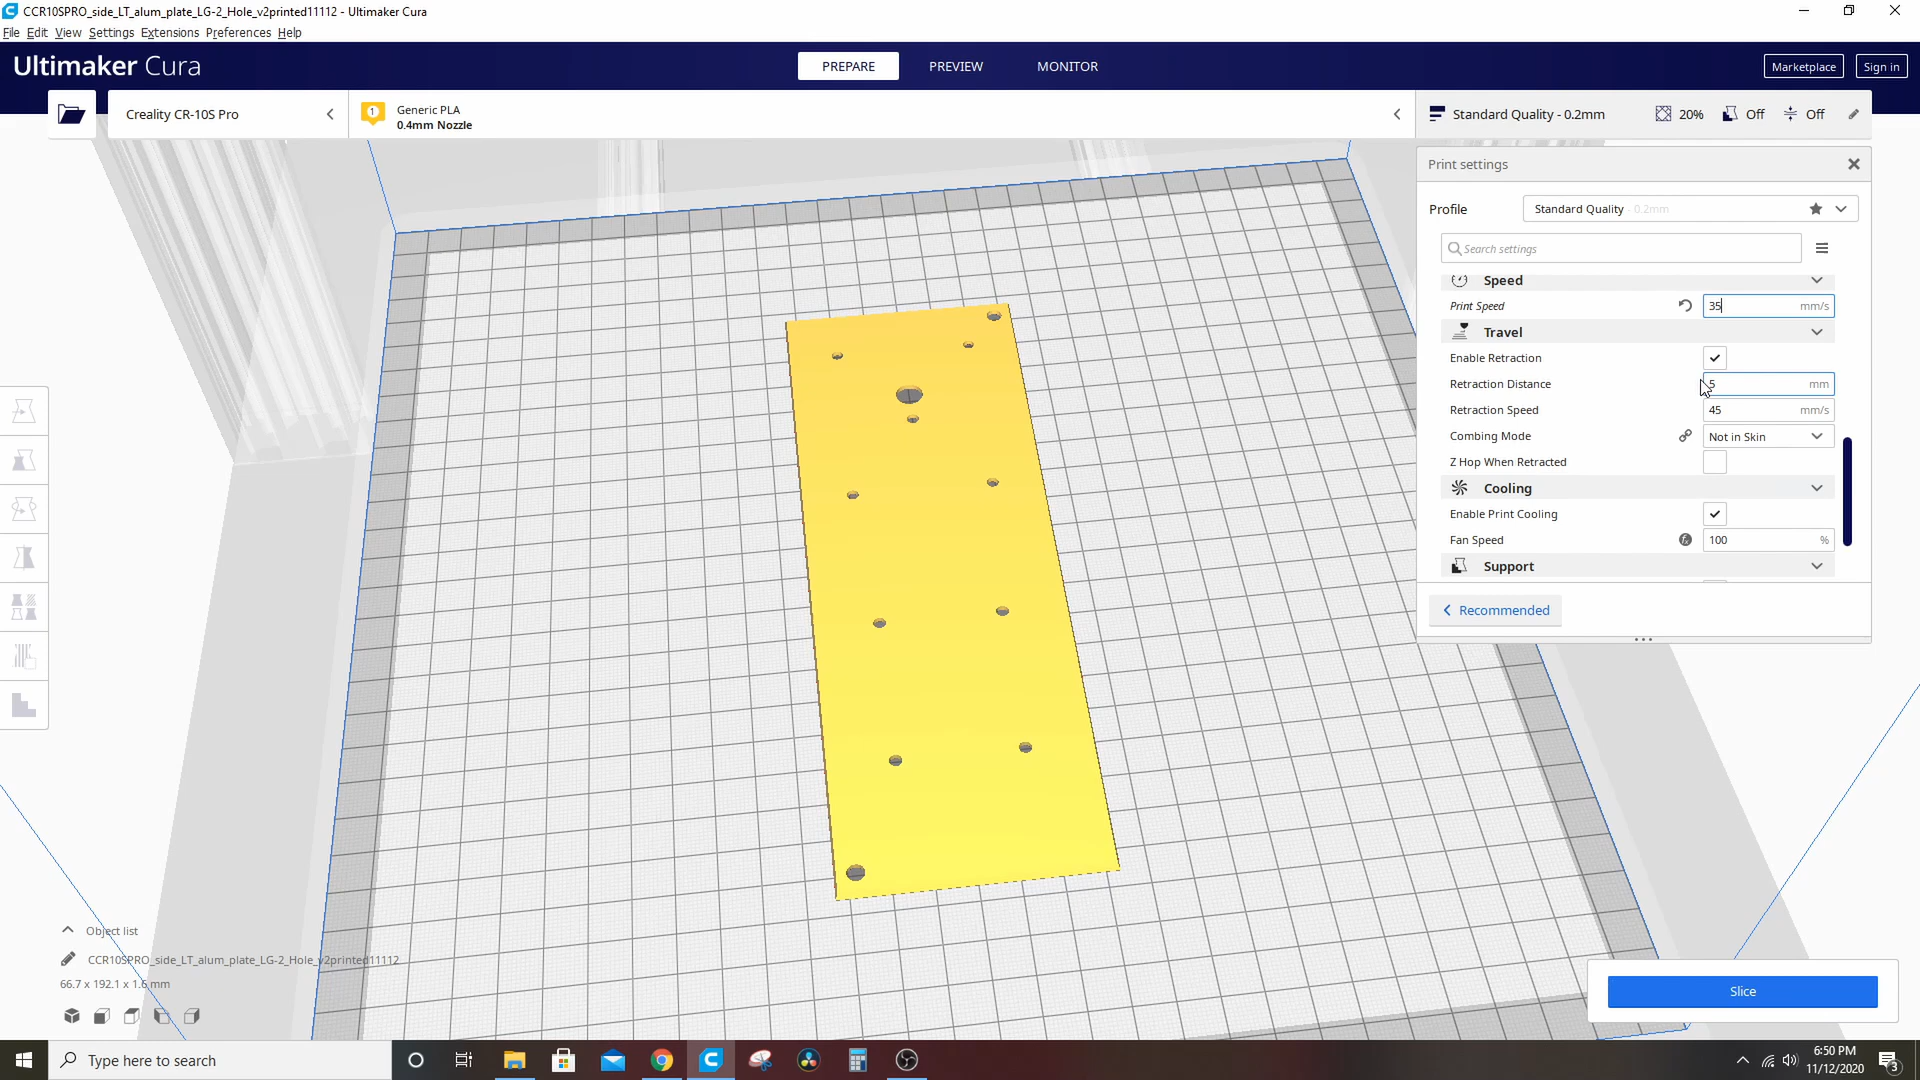 CCR10SPRO_side_LT_alum_plate_LG-2_Hole_v2printed11112 - Ultimaker Cura
File Edit View Settings Extensions Preferences Help
Ultimaker Cura
PREPARE
PREVIEW
MONITOR
Marketplace
Sign in
Creality CR-10S Pro
1
Generic PLA
0.4mm Nozzle
Standard Quality - 0.2mm
20%
Off
Off
Print settings
Profile
Standard Quality - 0.2mm
Search settings
Speed
Print Speed
35
mm/s
Travel
Enable Retraction
Retraction Distance
5
mm
Retraction Speed
45
mm/s
Combing Mode
Not in Skin
Z Hop When Retracted
Cooling
Enable Print Cooling
Fan Speed
100
%
Support
Recommended
Object list
CCR10SPRO_side_LT_alum_plate_LG-2_Hole_v2printed11112
66.7 x 192.1 x 1.6 mm
Slice
Type here to search
6:50 PM
11/12/2020
3